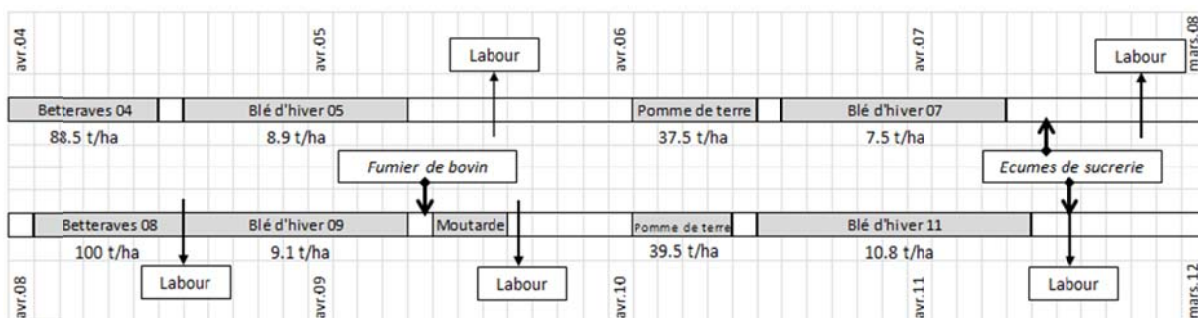 avr.04 avr.05 avr.06 avr.07 mars.08
Labour Labour
Betteraves 04 Blé d'hiver 05 Pomme de terre Blé d'hiver 07
88.5 t/ha 8.9 t/ha 37.5 t/ha 7.5 t/ha
Fumier de bovin Ecumes de sucrerie
Betteraves 08 Blé d'hiver 09 Moutarde Pomme de terre Blé d'hiver 11
100 t/ha 9.1 t/ha 39.5 t/ha 10.8 t/ha
Labour Labour Labour
avr.08 avr.09 avr.10 avr.11 mars.12